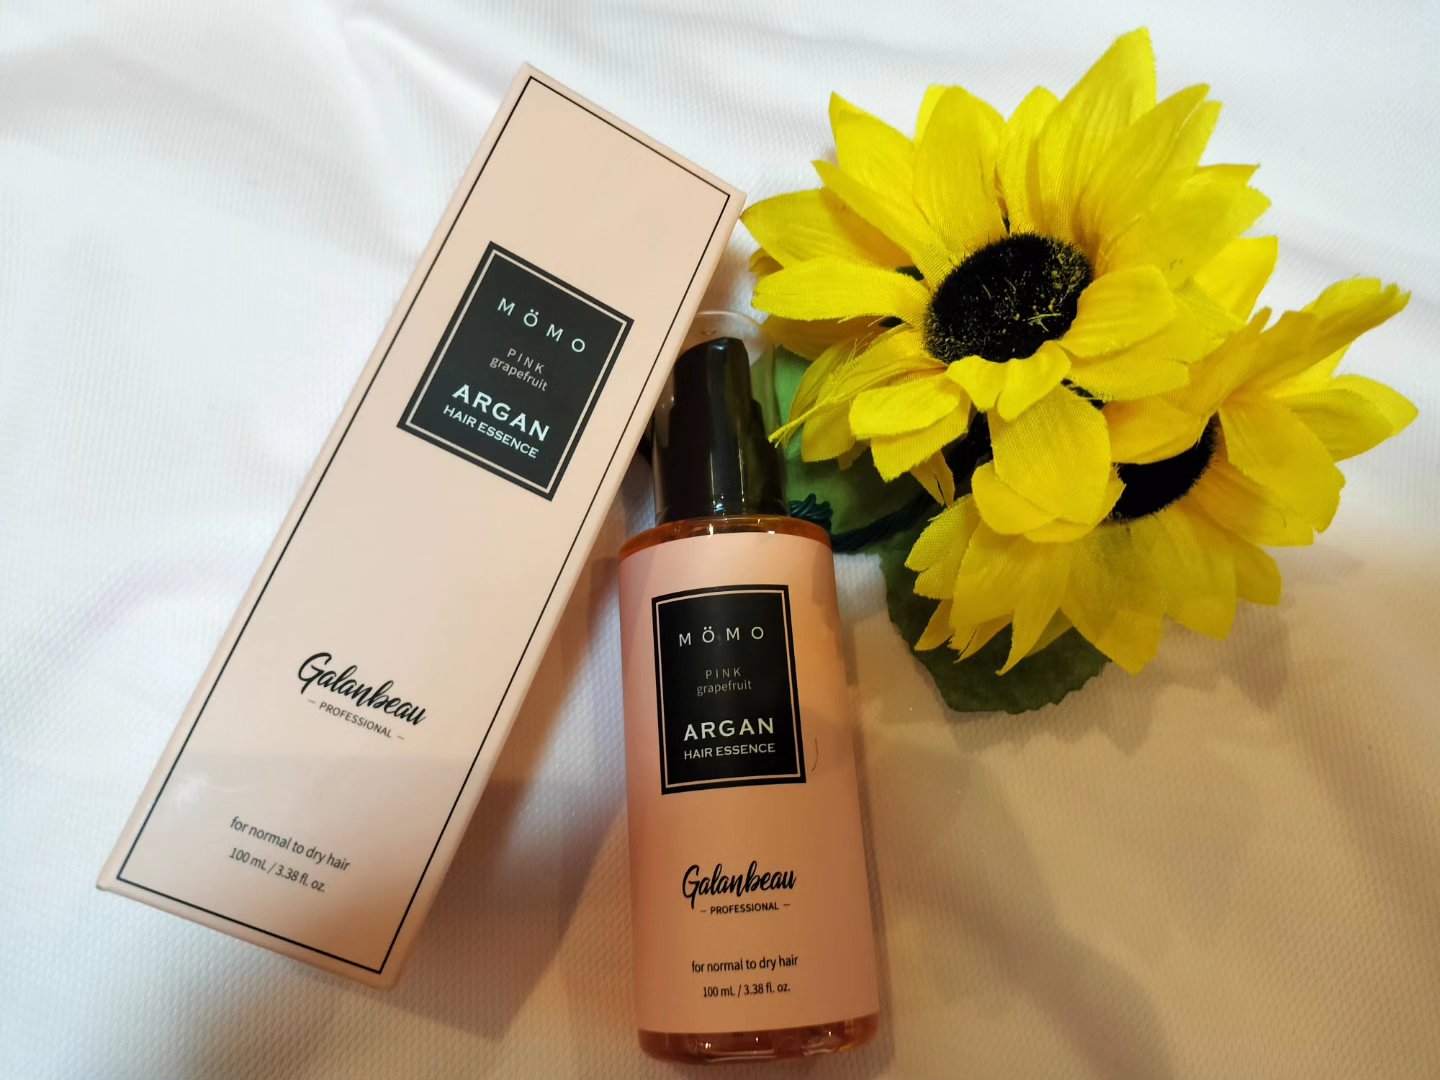 MÖMO
PINK
grapefruit
ARGAN
HAIR ESSENCE
Galanbeau
– PROFESSIONAL –
for normal to dry hair
100 mL / 3.38 fl. oz.
MÖMO
PINK
grapefruit
ARGAN
HAIR ESSENCE
Galanbeau
– PROFESSIONAL –
for normal to dry hair
100 mL / 3.38 fl. oz.